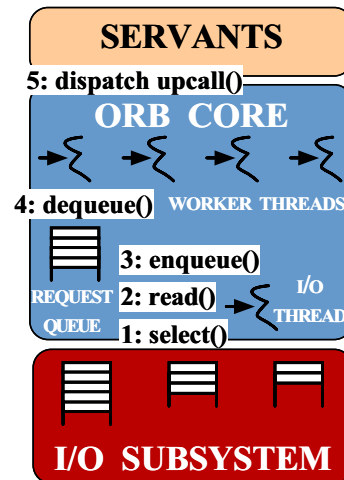 SERVANTS
5: dispatch upcall()
ORB CORE
4: dequeue()
WORKER THREADS
3: enqueue()
2: read()
1: select()
REQUEST
QUEUE
I/O
THREAD
I/O SUBSYSTEM